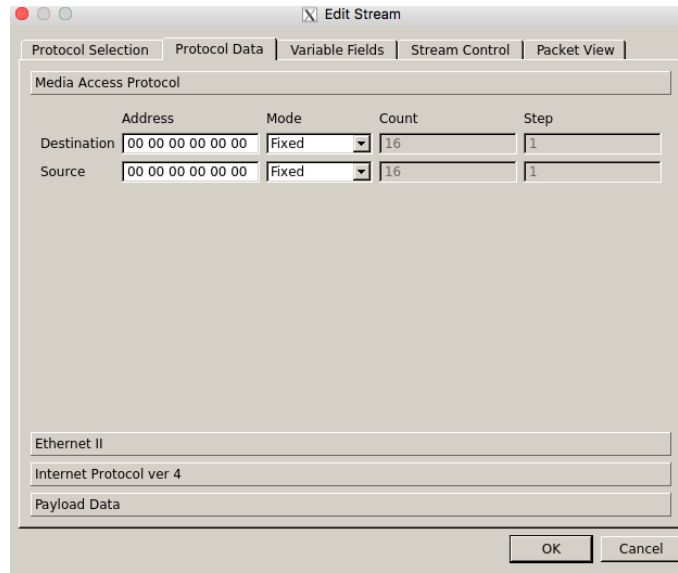 Edit Stream
Protocol Selection Protocol Data Variable Fields Stream Control Packet View
Media Access Protocol
Address Mode Count Step
Destination 00 00 00 00 00 00 Fixed 16 1
Source 00 00 00 00 00 00 Fixed 16 1
Ethernet II
Internet Protocol ver 4
Payload Data
OK Cancel